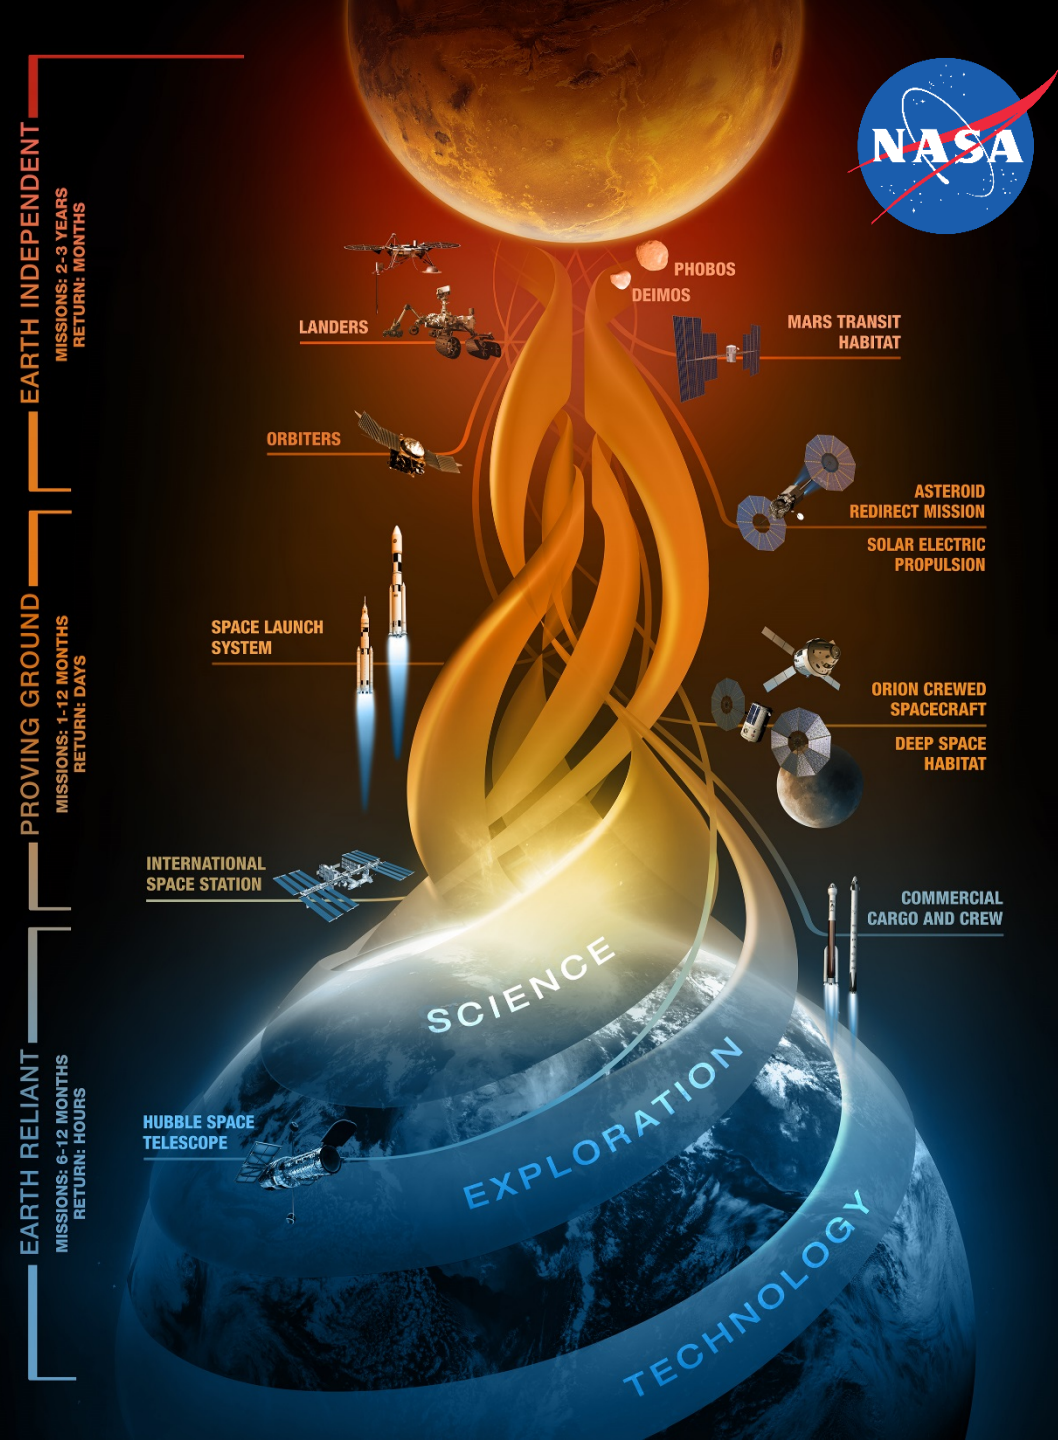 NASA
EARTH INDEPENDENT
MISSIONS: 2-3 YEARS
RETURN: MONTHS
PHOBOS
DEIMOS
LANDERS
MARS TRANSIT
HABITAT
ORBITERS
ASTEROID
REDIRECT MISSION
SOLAR ELECTRIC
PROPULSION
PROVING GROUND
MISSIONS: 1-12 MONTHS
RETURN: DAYS
SPACE LAUNCH
SYSTEM
ORION CREWED
SPACECRAFT
DEEP SPACE
HABITAT
INTERNATIONAL
SPACE STATION
COMMERCIAL
CARGO AND CREW
EARTH RELIANT
MISSIONS: 6-12 MONTHS
RETURN: HOURS
SCIENCE
HUBBLE SPACE
TELESCOPE
EXPLORATION
TECHNOLOGY